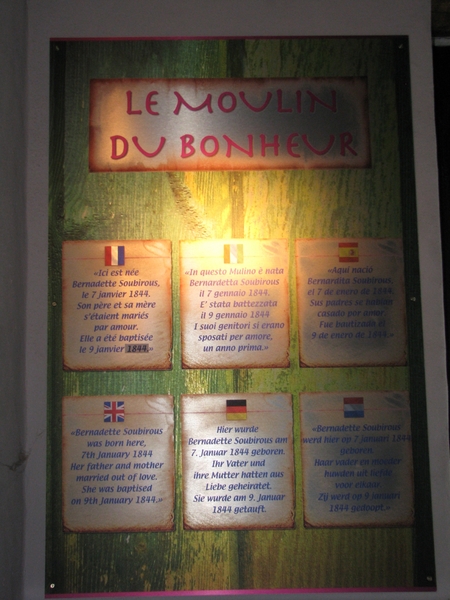 LE MOULIN
DU BONHEUR
«Ici est née
Bernadette Soubirous,
le 7 janvier 1844.
Son père et sa mère
s'étaient mariés
par amour.
Elle a été baptisée
le 9 janvier 1844.»
«In questo Mulino è nata
Bernardetta Soubirous
il 7 gennaio 1844.
E' stata battezzata
il 9 gennaio 1844
I suoi genitori si erano
sposati per amore,
un anno prima.»
«Aqui nació
Bernardita Soubirous,
el 7 de enero de 1844.
Sus padres se habían
casado por amor.
Fue bautizada el
9 de enero de 1844.»
«Bernadette Soubirous
was born here,
7th January 1844
Her father and mother
married out of love.
She was baptised
on 9th January 1844.»
Hier wurde
Bernadette Soubirous am
7. Januar 1844 geboren.
Ihr Vater und
ihre Mutter hatten aus
Liebe geheiratet.
Sie wurde am 9. Januar
1844 getauft.
«Bernadette Soubirous
werd hier op 7 januari 1844
geboren.
Haar vader en moeder
hadden uit liefde
voor elkaar.
Zij werd op 9 januari
1844 gedoopt.»